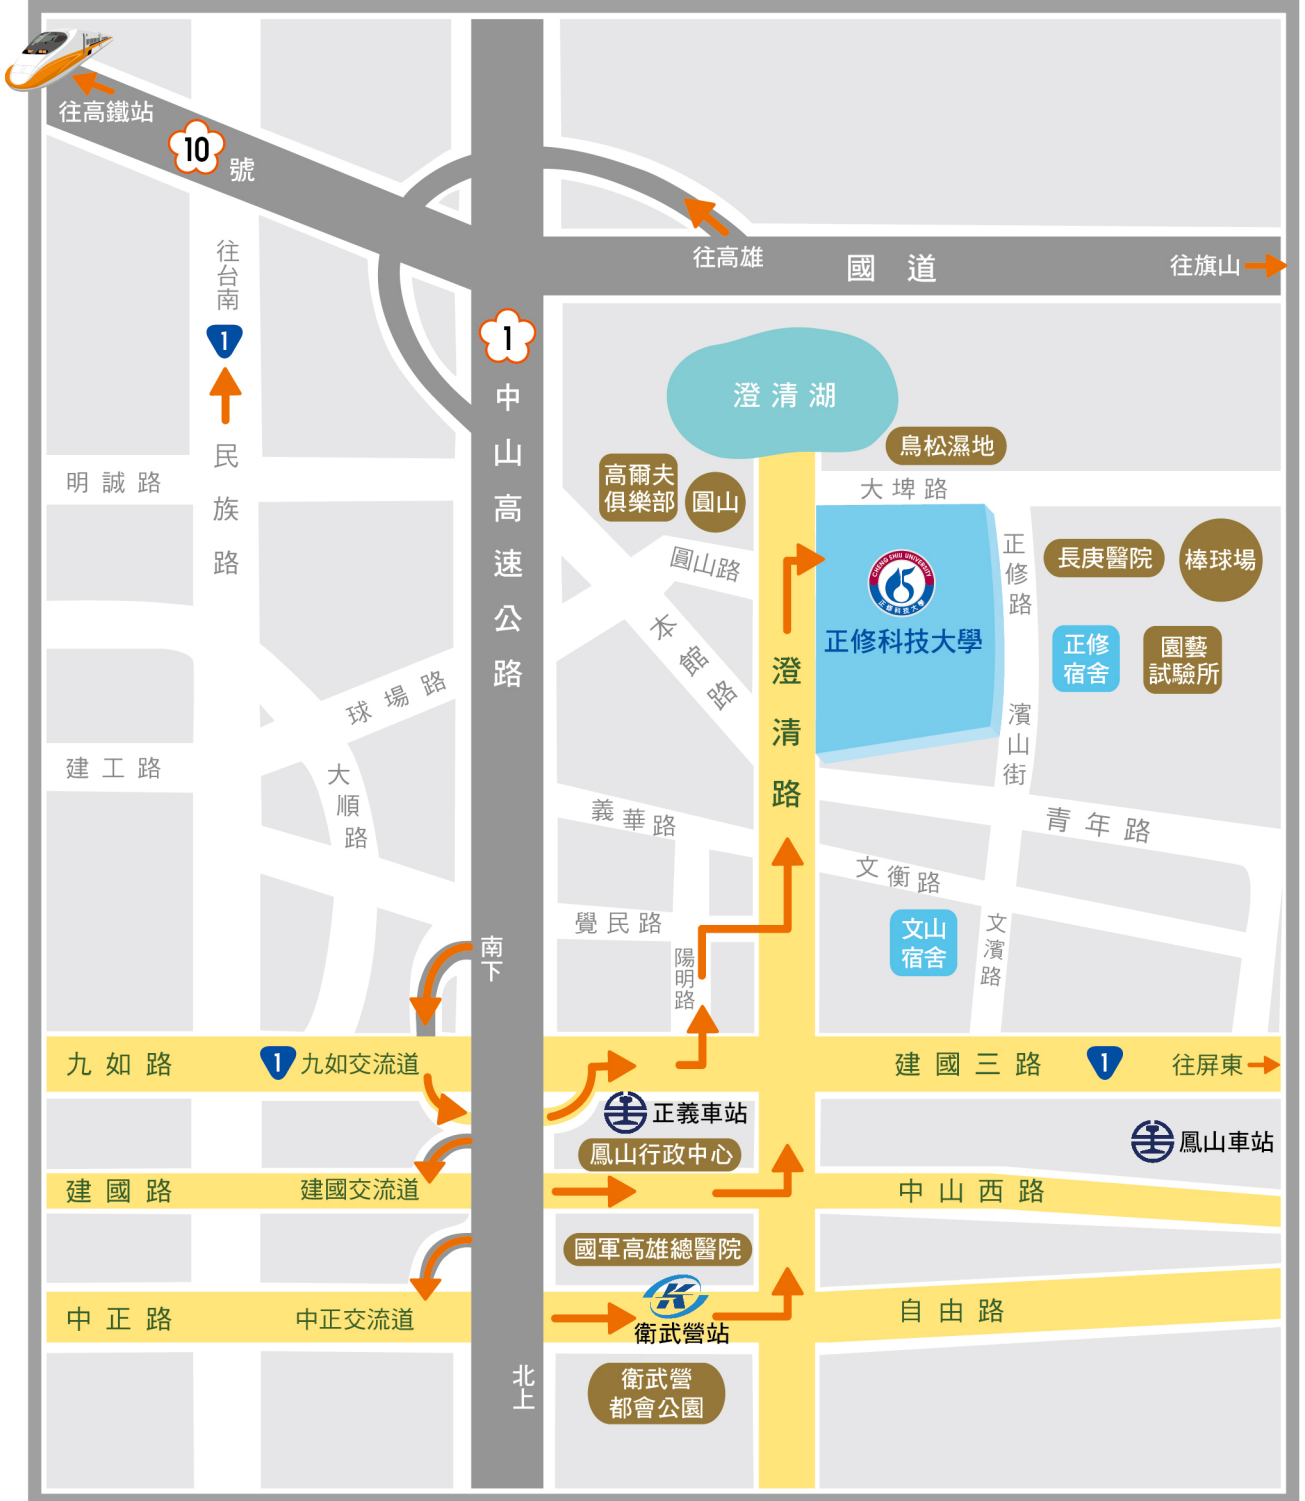 往高鐵站
10
號
往台南
1
民族路
1
中山高速公路
往高雄
國道
往旗山
澄清湖
鳥松濕地
高爾夫
俱樂部
圓山
明誠路
大埤路
圓山路
CHENG SHIU UNIVERSITY
正修科技大學
正修科技大學
正修路
長庚醫院
棒球場
正修
宿舍
園藝
試驗所
本館路
澄清路
球場路
濱山街
建工路
大順路
義華路
青年路
文衡路
覺民路
文山
宿舍
文濱路
陽明路
南下
九如路
1
九如交流道
建國三路
1
往屏東
正義車站
鳳山車站
鳳山行政中心
建國路
建國交流道
中山西路
國軍高雄總醫院
K
中正路
中正交流道
衛武營站
自由路
北上
衛武營
都會公園